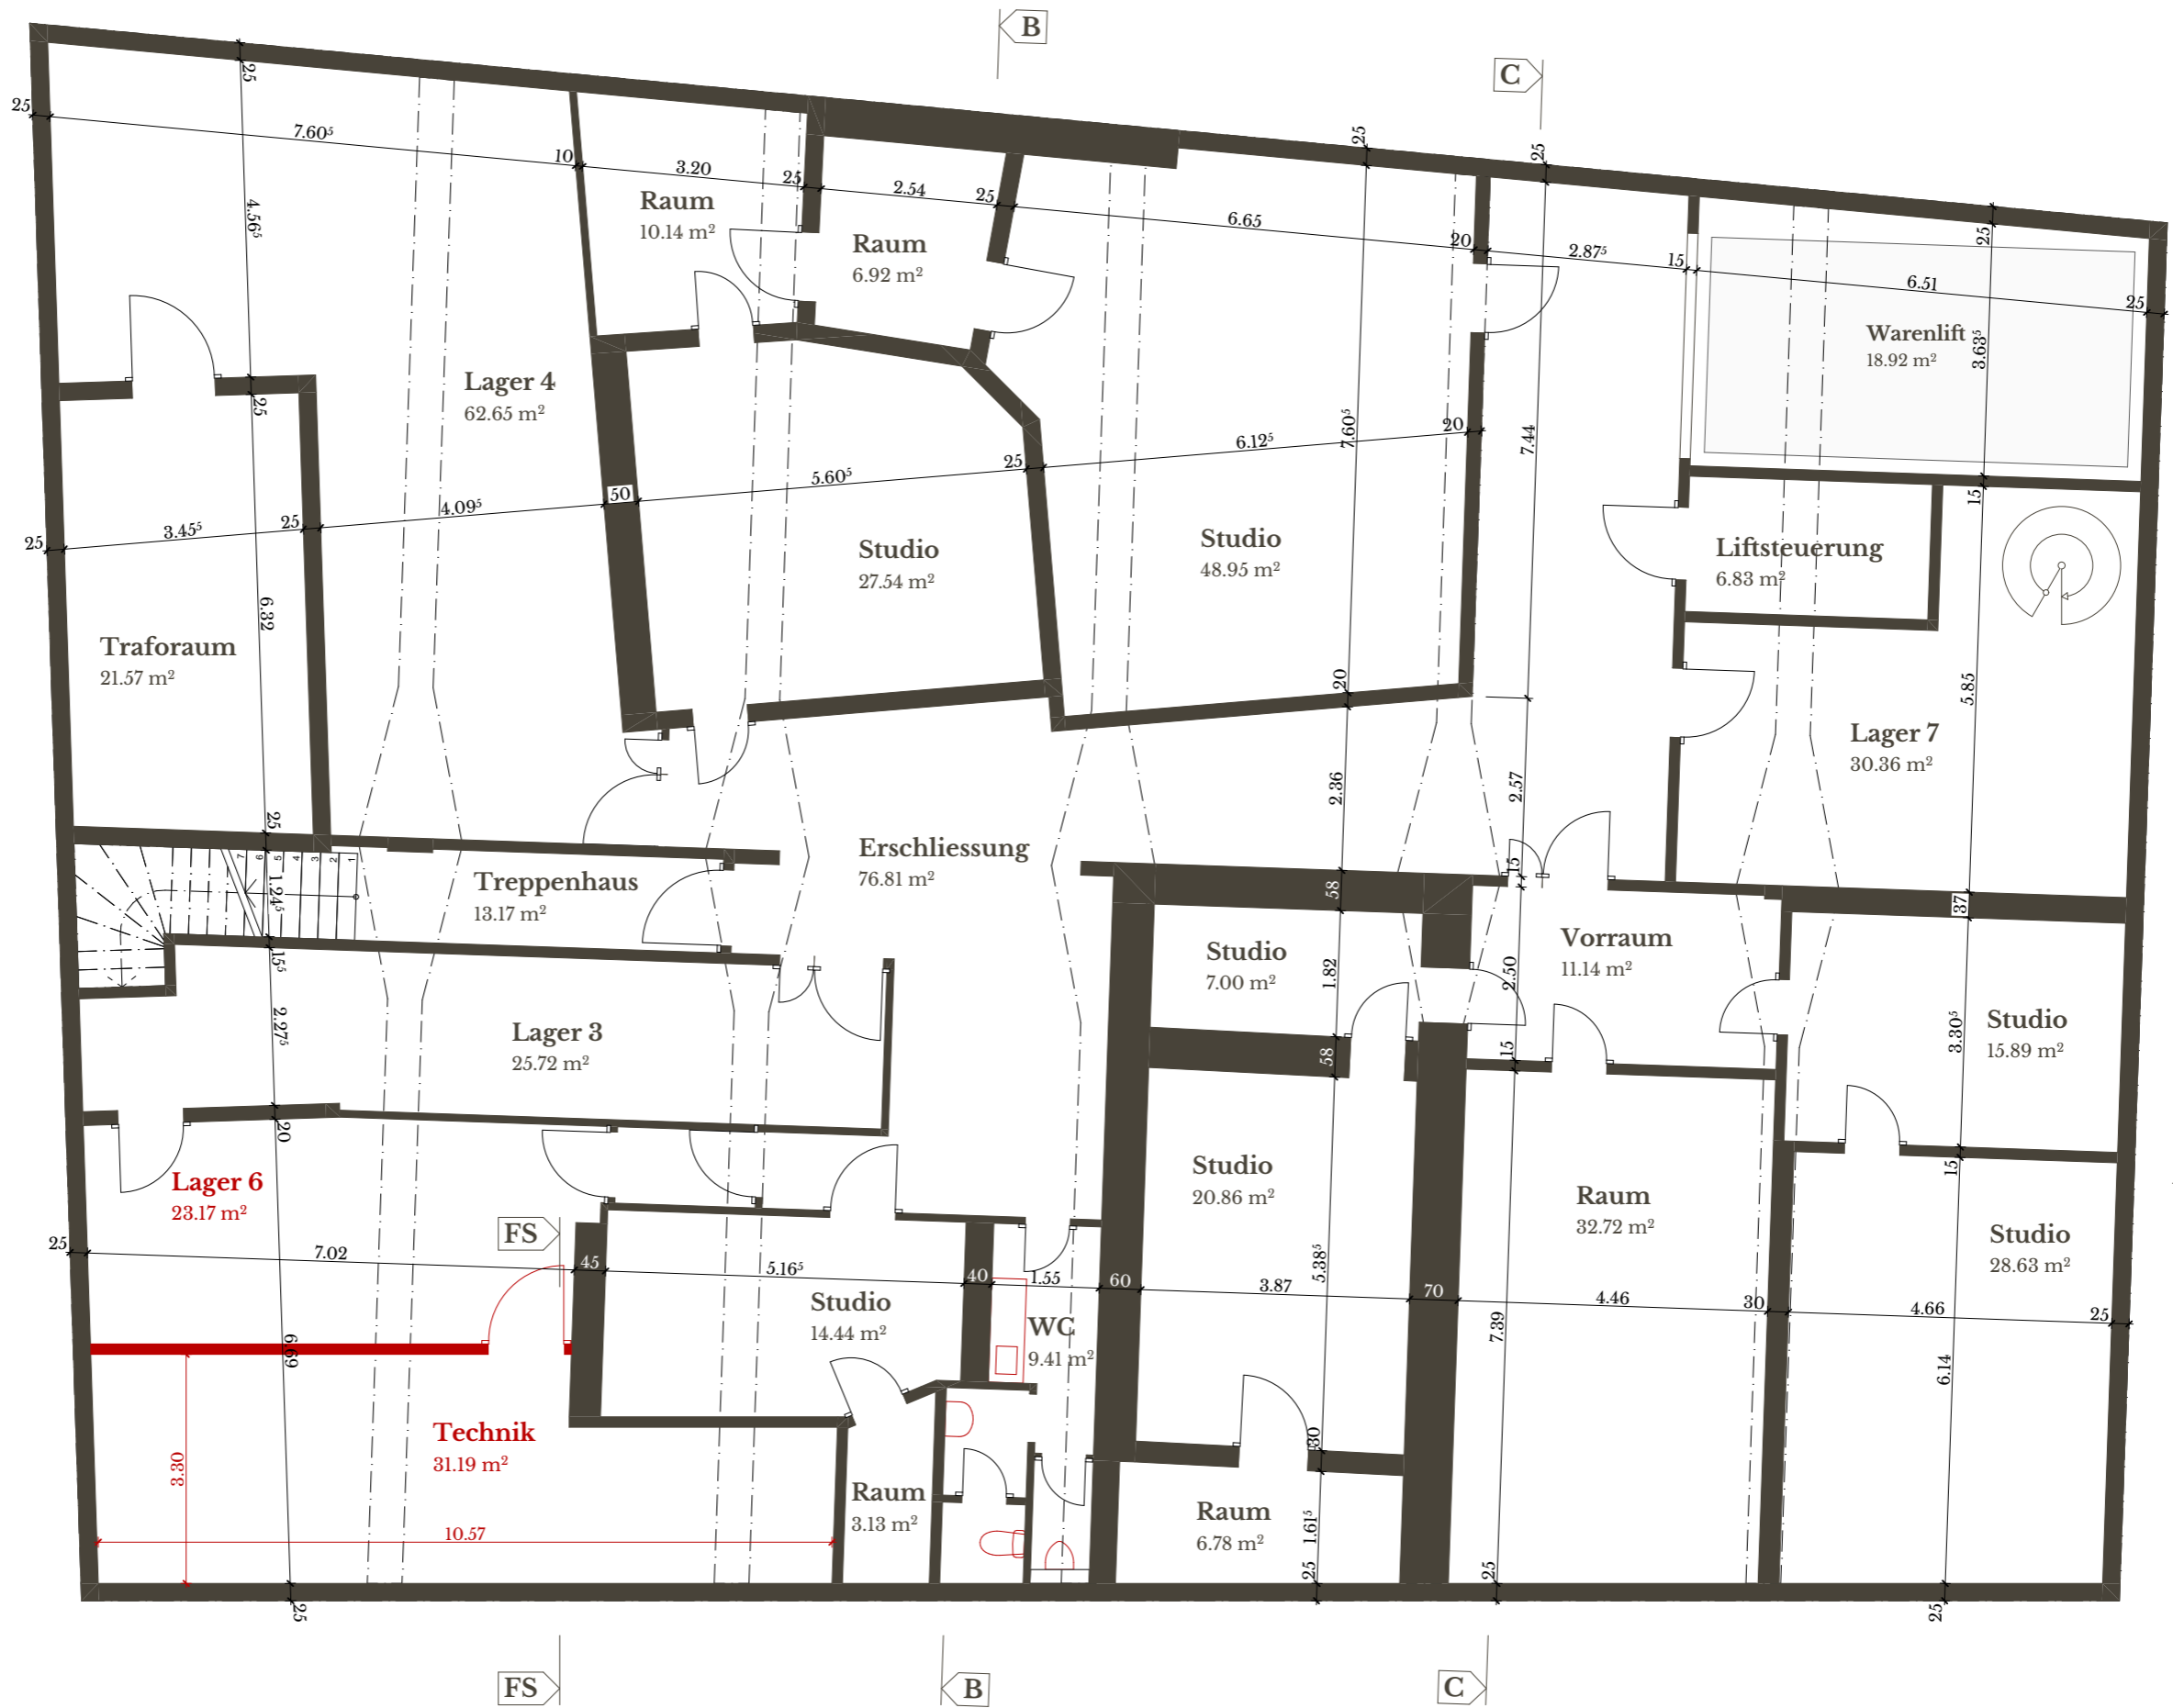 B
C
25
25
7.60⁵
10
3.20
25
2.54
25
6.65
25
25
20
2.87⁵
15
6.51
25
25
4.56⁵
Raum
10.14 m²
Raum
6.92 m²
Warenlift
18.92 m²
3.63⁵
Lager 4
62.65 m²
25
7.60⁵
7.44
25
3.45⁵
25
4.09⁵
50
5.60⁵
25
6.12⁵
20
15
Studio
27.54 m²
Studio
48.95 m²
Liftsteuerung
6.83 m²
6.32
Traforaum
21.57 m²
20
5.85
Lager 7
30.36 m²
2.36
2.57
25
7
6
5
4
3
2
1
1.24⁵
Treppenhaus
13.17 m²
Erschliessung
76.81 m²
15
58
37
15⁵
Studio
7.00 m²
1.82
2.50
Vorraum
11.14 m²
2.27⁵
Lager 3
25.72 m²
58
15
3.30⁵
Studio
15.89 m²
20
Lager 6
23.17 m²
Studio
20.86 m²
Raum
32.72 m²
15
Studio
28.63 m²
FS
25
7.02
45
5.16⁵
40
1.55
60
3.87
5.38⁵
70
4.46
30
4.66
25
Studio
14.44 m²
WC
9.41 m²
6.69
7.39
6.14
Technik
31.19 m²
3.30
30
10.57
Raum
3.13 m²
Raum
6.78 m²
1.61⁵
25
25
25
25
FS
B
C